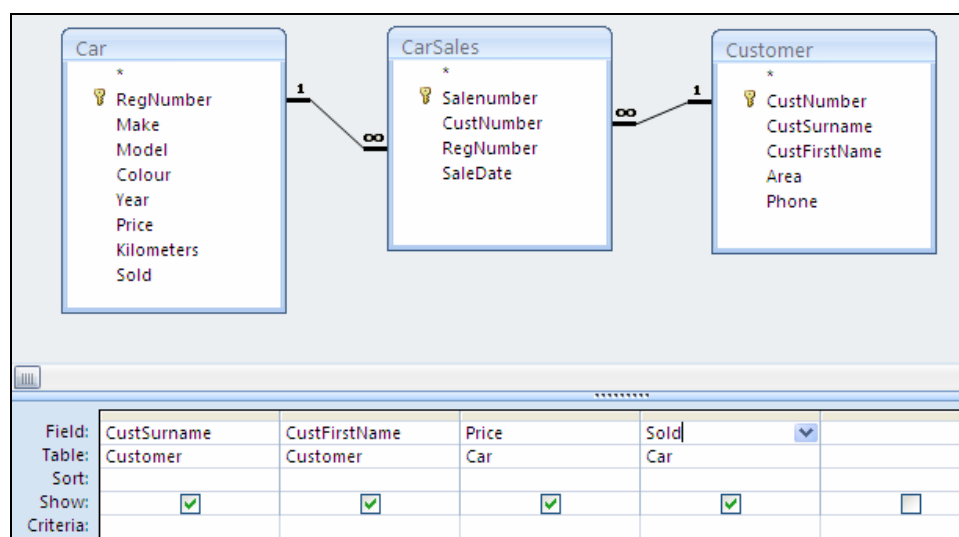 Car
*
RegNumber
Make
Model
Colour
Year
Price
Kilometers
Sold
1
∞
CarSales
*
Salenumber
CustNumber
RegNumber
SaleDate
∞
1
Customer
*
CustNumber
CustSurname
CustFirstName
Area
Phone
Field: CustSurname CustFirstName Price Sold
Table: Customer Customer Car Car
Sort:
Show:
Criteria: